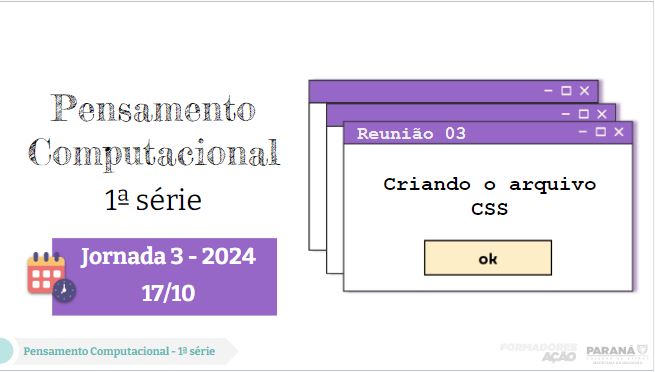 Pensamento
Computacional
1ª série
Jornada 3 - 2024
17/10
Reunião 03
Criando o arquivo
CSS
ok
Pensamento Computacional - 1ª série
FORMADORES
AÇÃO
PARANÁ